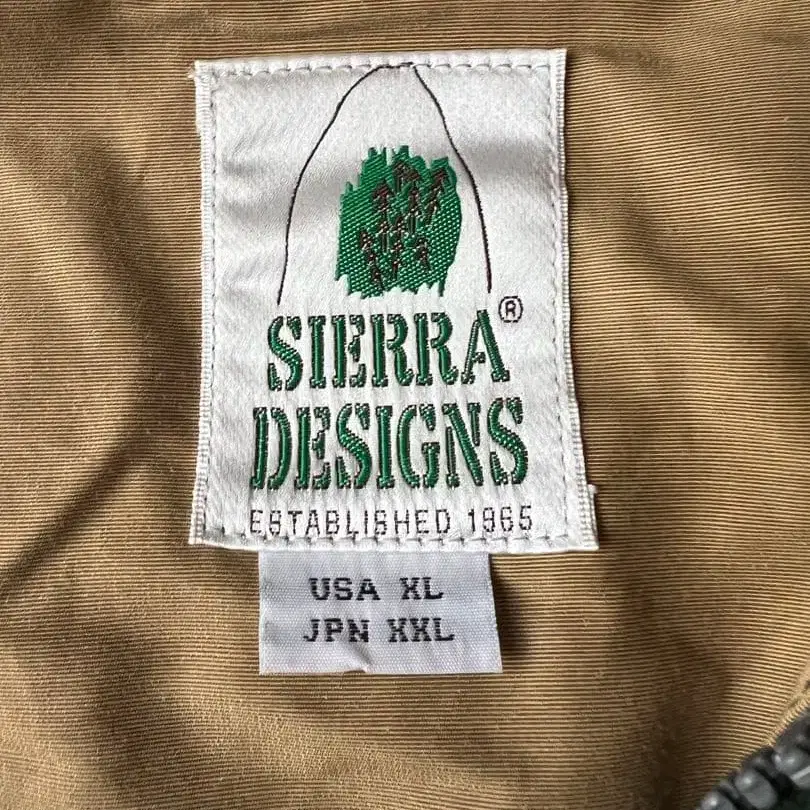 SIERRA®
DESIGNS
ESTABLISHED 1965
USA XL
JPN XXL